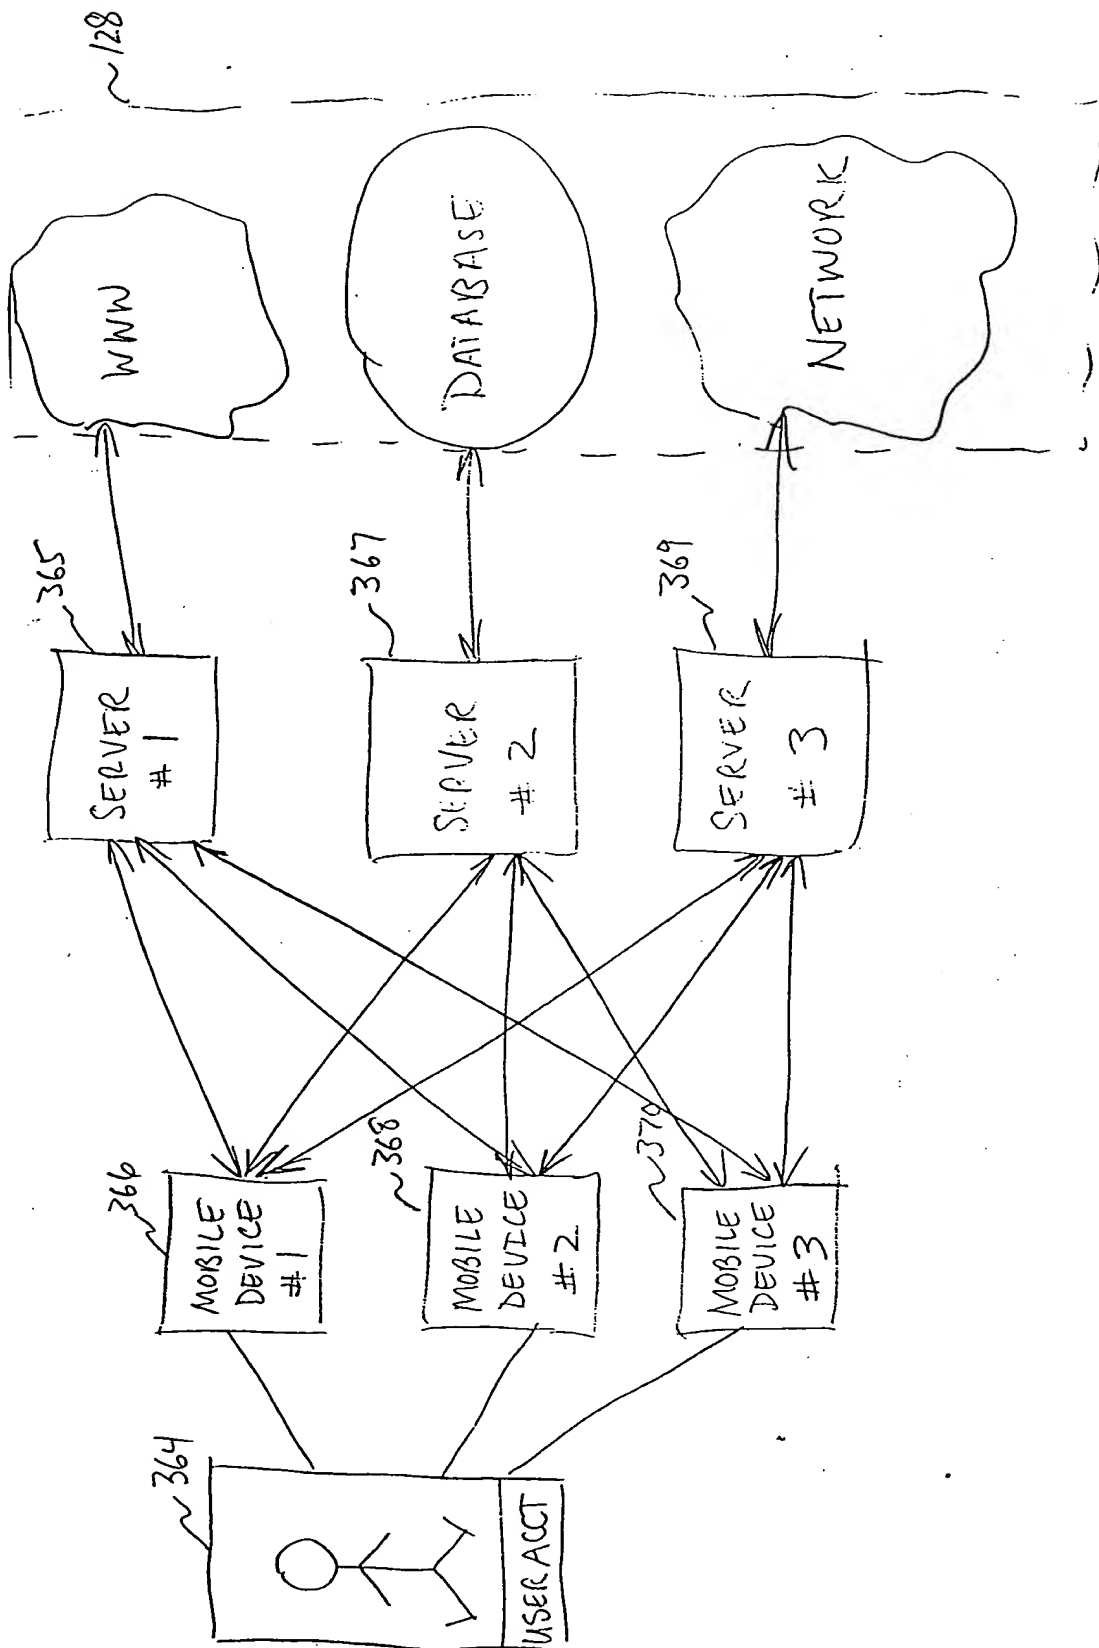 128
WWW
DATABASE
NETWORK
365
367
369
SERVER
#1
SERVER
#2
SERVER
#3
366
368
370
MOBILE
DEVICE
#1
MOBILE
DEVICE
#2
MOBILE
DEVICE
#3
364
USER ACCT